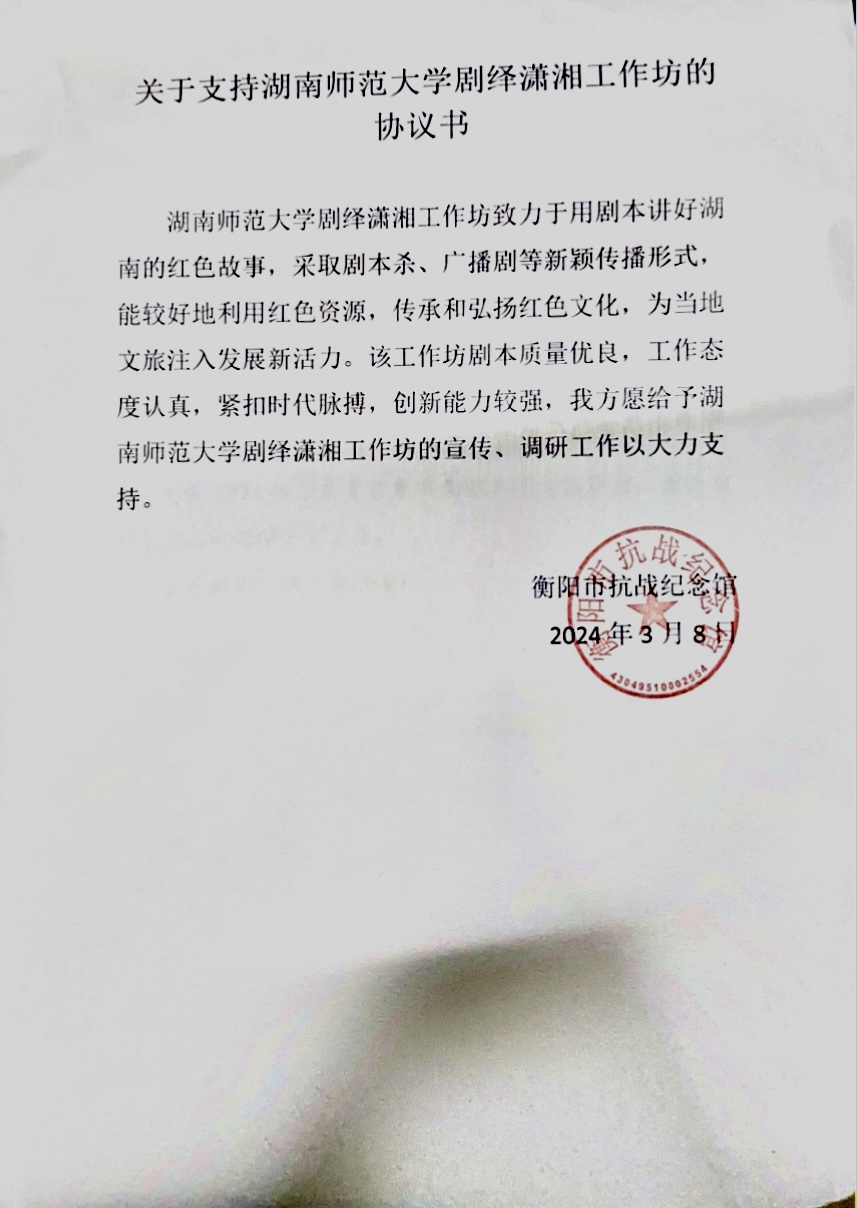 关于支持湖南师范大学剧绎潇湘工作坊的
协议书
湖南师范大学剧绎潇湘工作坊致力于用剧本讲好湖
南的红色故事，采取剧本杀、广播剧等新颖传播形式，
能较好地利用红色资源，传承和弘扬红色文化，为当地
文旅注入发展新活力。该工作坊剧本质量优良，工作态
度认真，紧扣时代脉搏，创新能力较强，我方愿给予湖
南师范大学剧绎潇湘工作坊的宣传、调研工作以大力支
持。
衡阳市抗战纪念馆
2024 年 3 月 8 日
衡阳市抗战纪念馆
43049510002554